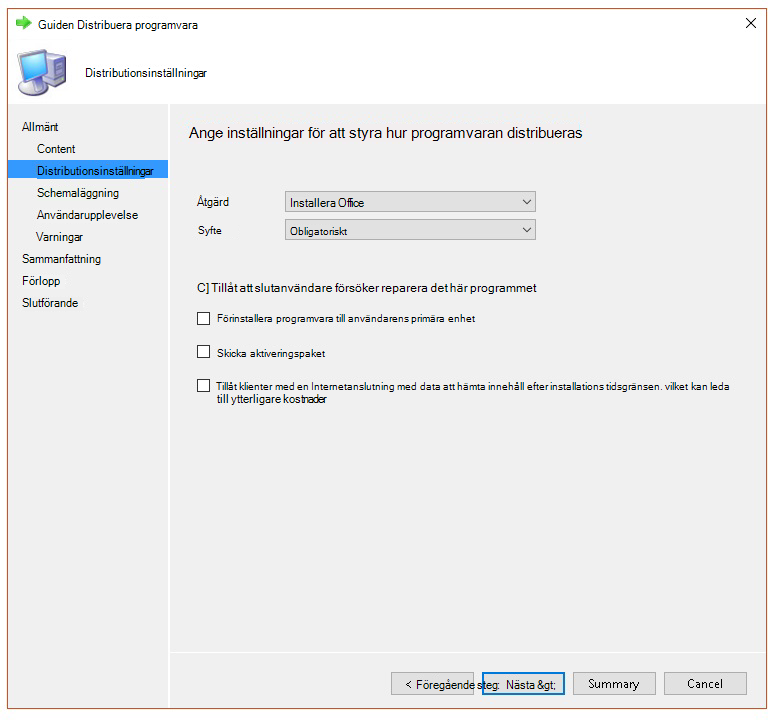 Guiden Distribuera programvara
Distributionsinställningar
Allmänt
Content
Distributionsinställningar
Schemaläggning
Användarupplevelse
Varningar
Sammanfattning
Förlopp
Slutförande
Ange inställningar för att styra hur programvaran distribueras
Åtgärd
Installera Office
Syfte
Obligatoriskt
C] Tillåt att slutanvändare försöker reparera det här programmet
Förinstallera programvara till användarens primära enhet
Skicka aktiveringspaket
Tillåt klienter med en Internetanslutning med data att hämta innehåll efter installations tidsgränsen. vilket kan leda
till ytterligare kostnader
< Föregående steg:
Nästa &gt;
Summary
Cancel